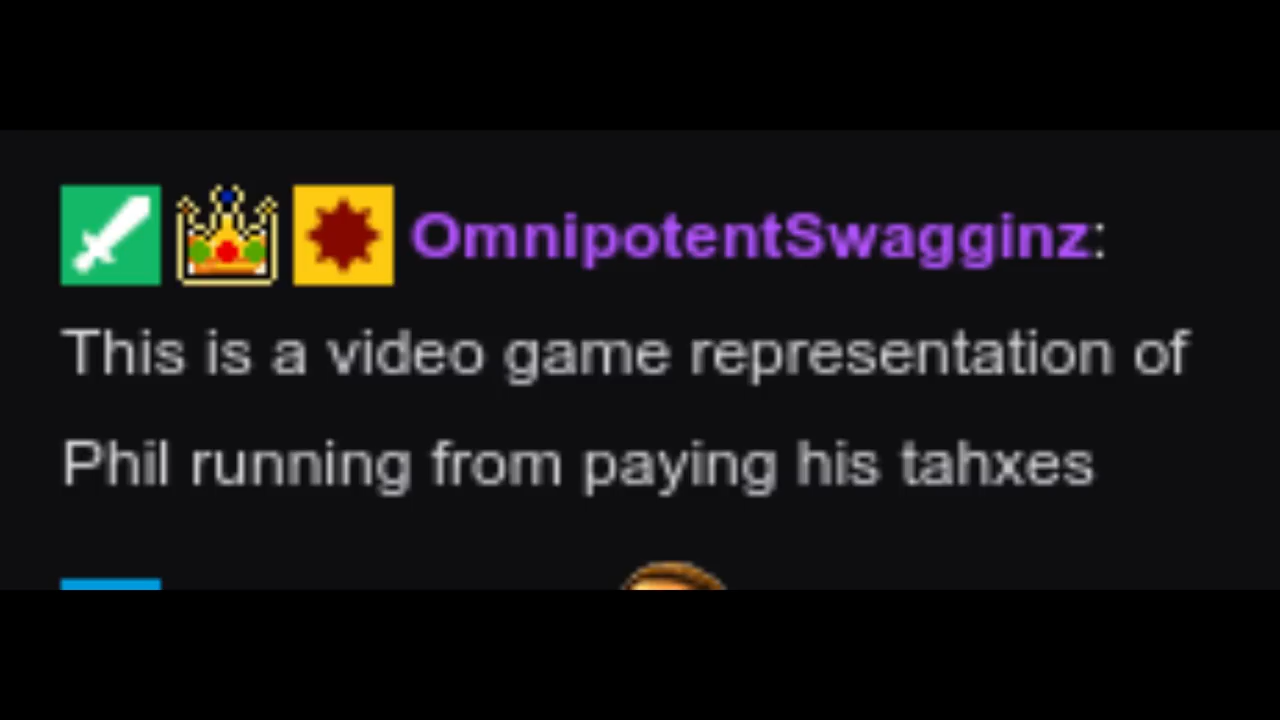 OmnipotentSwagginz:
This is a video game representation of
Phil running from paying his tahxes